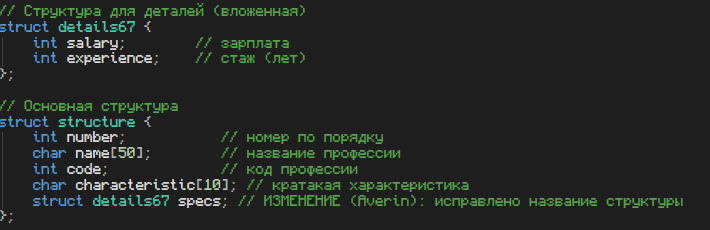 // Структура для деталей (вложенная)
struct details67 {
    int salary;        // зарплата
    int experience;    // стаж (лет)
};

// Основная структура
struct structure {
    int number;          // номер по порядку
    char name[50];       // название профессии
    int code;            // код профессии
    char characteristic[10]; // кратакая характеристика
    struct details67 specs; // ИЗМЕНЕНИЕ (Averin): исправлено название структуры
};